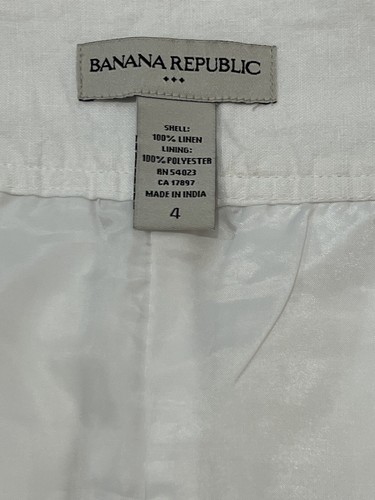 BANANA REPUBLIC
SHELL:
100% LINEN
LINING:
100% POLYESTER
RN 54023
CA 17897
MADE IN INDIA
4